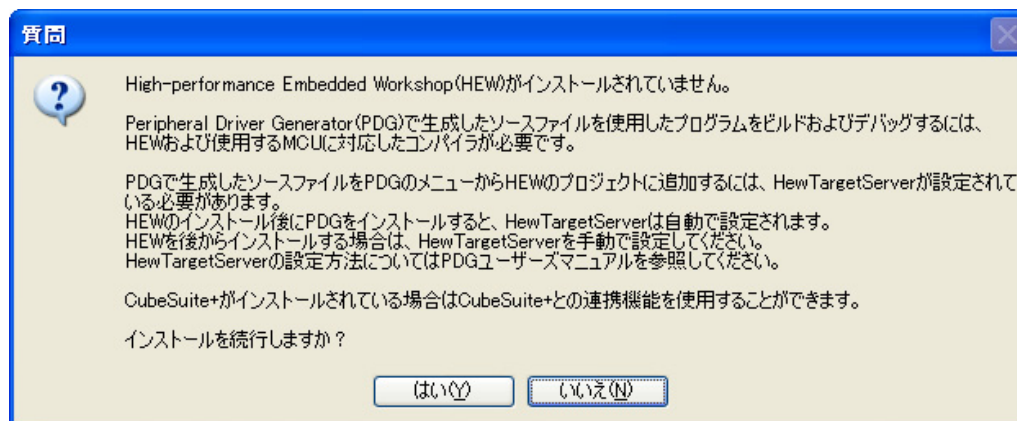 質問
High-performance Embedded Workshop(HEW)がインストールされていません。
Peripheral Driver Generator(PDG)で生成したソースファイルを使用したプログラムをビルドおよびデバッグするには、
HEWおよび使用するMCUに対応したコンパイラが必要です。
PDGで生成したソースファイルをPDGのメニューからHEWのプロジェクトに追加するには、HewTargetServerが設定されて
いる必要があります。
HEWのインストール後にPDGをインストールすると、HewTargetServerは自動で設定されます。
HEWを後からインストールする場合は、HewTargetServerを手動で設定してください。
HewTargetServerの設定方法についてはPDGユーザーズマニュアルを参照してください。
CubeSuite+がインストールされている場合はCubeSuite+との連携機能を使用することができます。
インストールを続行しますか？
はい(Y) いいえ(N)